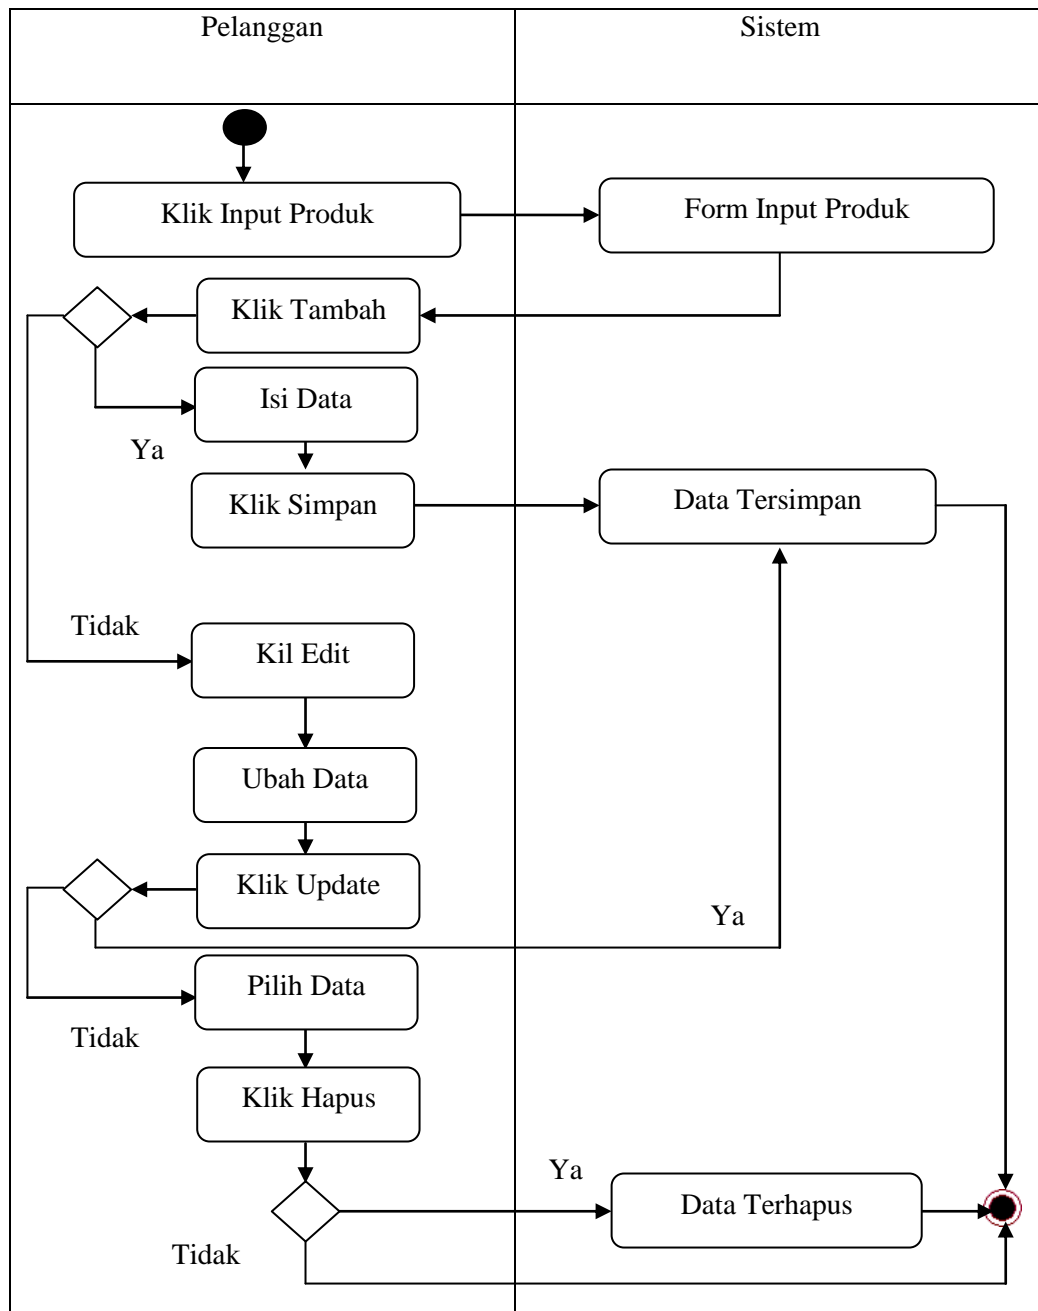 Pelanggan
Sistem
Klik Input Produk
Form Input Produk
Klik Tambah
Isi Data
Ya
Klik Simpan
Data Tersimpan
Tidak
Kil Edit
Ubah Data
Klik Update
Ya
Pilih Data
Tidak
Klik Hapus
Ya
Data Terhapus
Tidak